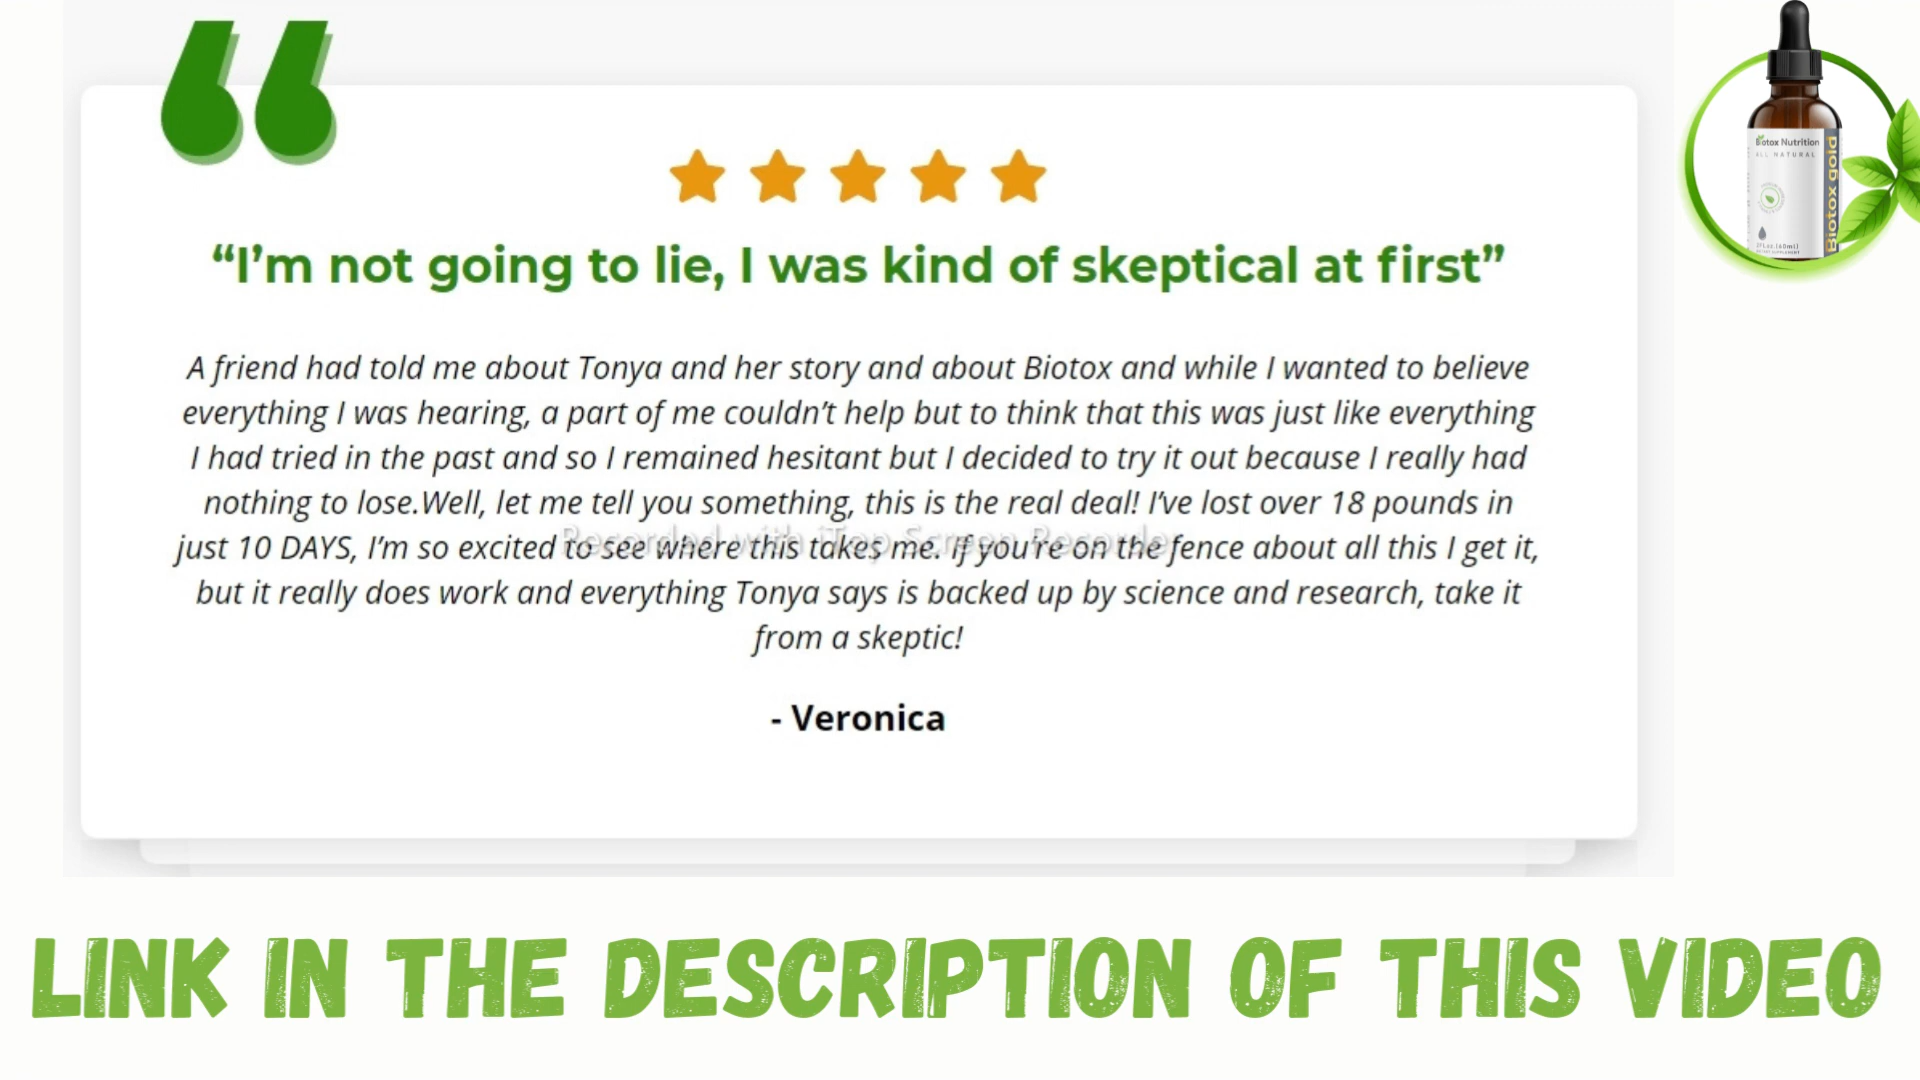 “I’m not going to lie, I was kind of skeptical at first”
A friend had told me about Tonya and her story and about Biotox and while I wanted to believe
everything I was hearing, a part of me couldn’t help but to think that this was just like everything
I had tried in the past and so I remained hesitant but I decided to try it out because I really had
nothing to lose.Well, let me tell you something, this is the real deal! I’ve lost over 18 pounds in
just 10 DAYS, I’m so excited to see where this takes me. If you’re on the fence about all this I get it,
but it really does work and everything Tonya says is backed up by science and research, take it
from a skeptic!
- Veronica
Recorded with iTop Screen Recorder
Biotox Nutrition
ALL NATURAL
Biotox gold
LINK IN THE DESCRIPTION OF THIS VIDEO